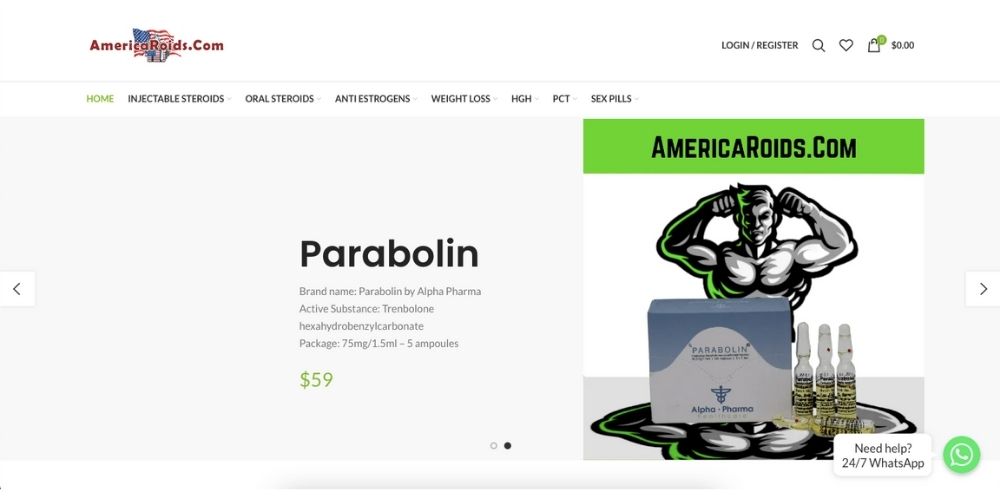 AmericaRoids.Com
LOGIN / REGISTER
0
$0.00
HOME INJECTABLE STEROIDS ORAL STEROIDS ANTI ESTROGENS WEIGHT LOSS HGH PCT SEX PILLS
AmericaRoids.Com
Parabolin
Brand name: Parabolin by Alpha Pharma
Active Substance: Trenbolone
hexahydrobenzylcarbonate
Package: 75mg/1.5ml – 5 ampoules
$59
PARABOLIN
Alpha - Pharma
Healthcare
Need help?
24/7 WhatsApp